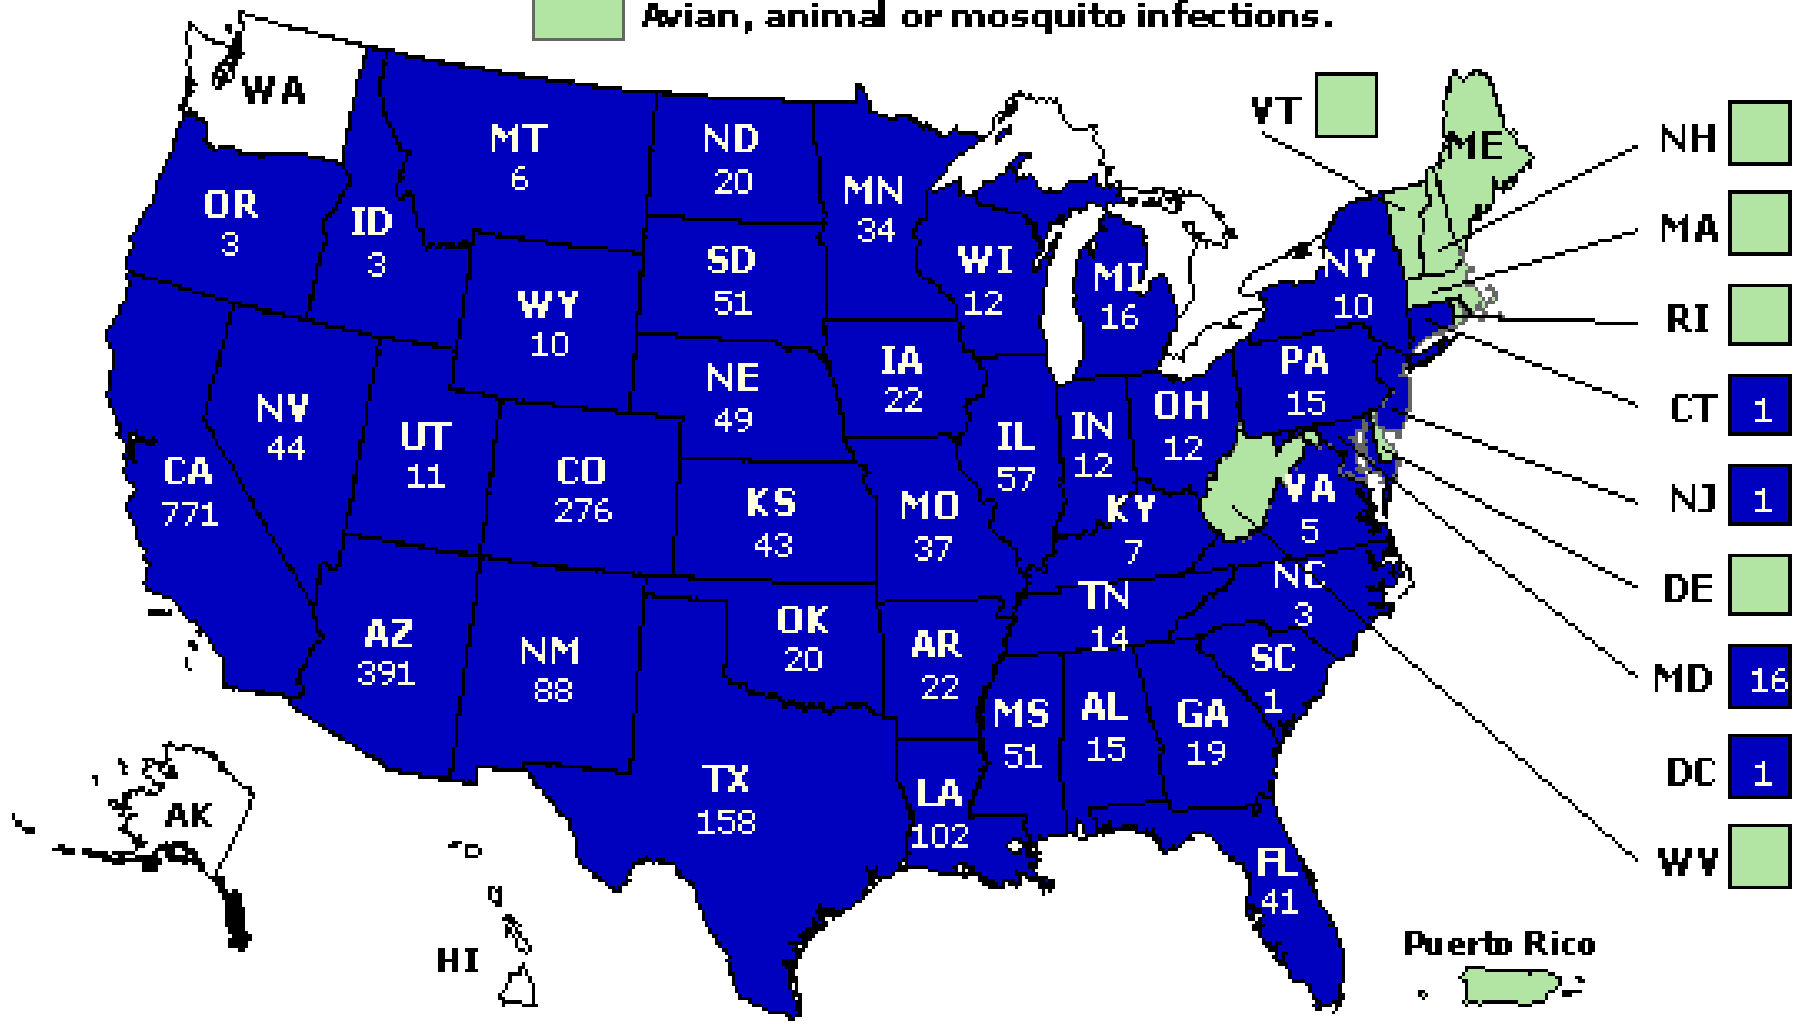 Avian, animal or mosquito infections.
WA
VT
NH
ME
MT
6
ND
20
MN
34
OR
3
ID
3
MA
SD
51
WI
12
MI
16
NY
10
WY
10
RI
IA
22
PA
15
NE
49
CT 1
NV
44
UT
11
IL
57
IN
12
OH
12
CA
771
CO
276
KS
43
MO
37
KY
7
VA
5
NJ 1
DE
TN
14
NC
3
AZ
391
NM
88
OK
20
AR
22
SC
1
MD 16
MS
51
AL
15
GA
19
DC 1
TX
158
LA
102
AK
FL
41
WV
HI
Puerto Rico